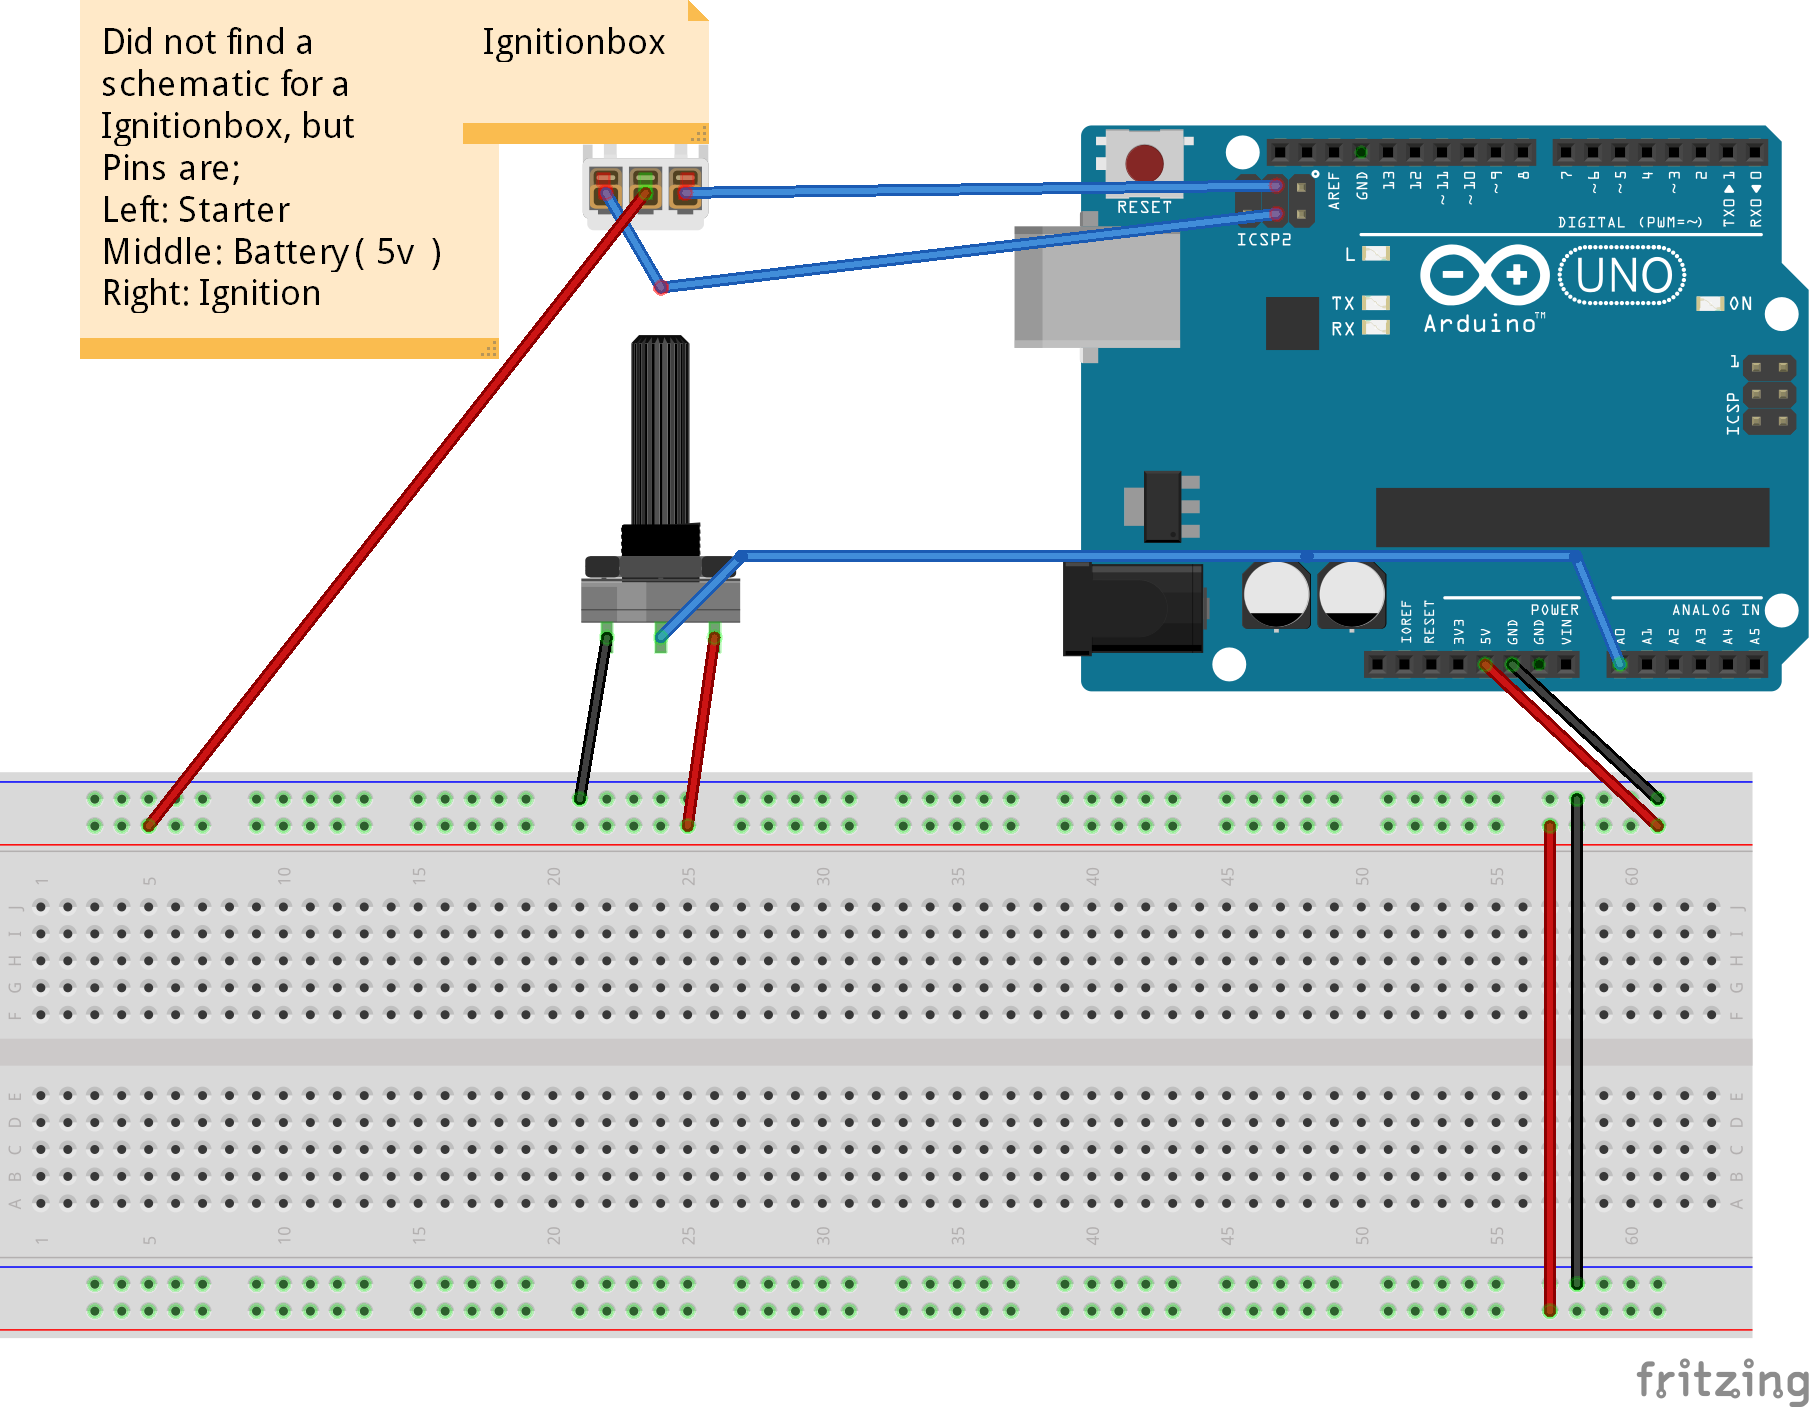 Did not find a
schematic for a
Ignitionbox, but
Pins are;
Left: Starter
Middle: Battery ( 5v )
Right: Ignition
Ignitionbox
RESET
ICSP2
AREF
GND
13
12
~11
~10
~9
8
7
~6
~5
4
~3
2
TX0▶1
RX0◀0
DIGITAL (PWM=~)
L
TX
RX
UNO
Arduino™
ON
1
ICSP
IOREF
RESET
3V3
5V
GND
GND
VIN
POWER
ANALOG IN
A0
A1
A2
A3
A4
A5
1 5 10 15 20 25 30 35 40 45 50 55 60
J J
I I
H H
G G
F F
E E
D D
C C
B B
A A
1 5 10 15 20 25 30 35 40 45 50 55 60
fritzing